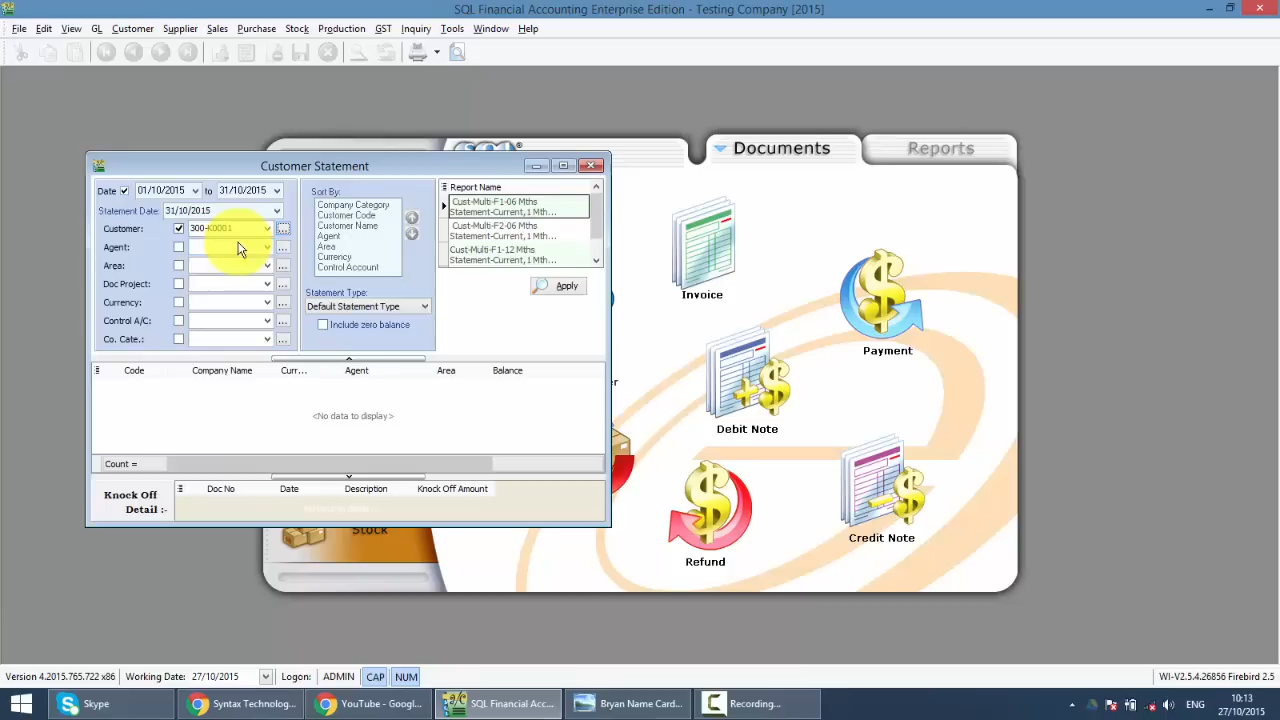 SQL Financial Accounting Enterprise Edition - Testing Company [2015]
File Edit View GL Customer Supplier Sales Purchase Stock Production GST Inquiry Tools Window Help
Documents
Reports
Customer Statement
Date 01/10/2015 to 31/10/2015
Statement Date: 31/10/2015
Customer: 300-K0001 ...
Agent: ...
Area: ...
Doc Project: ...
Currency: ...
Control A/C: ...
Co. Cate.: ...
Sort By:
Company Category
Customer Code
Customer Name
Agent
Area
Currency
Control Account
Statement Type:
Default Statement Type
Include zero balance
Report Name
Cust-Multi-F1-06 Mths
Statement-Current,1 Mth...
Cust-Multi-F2-06 Mths
Statement-Current,1 Mth...
Cust-Multi-F1-12 Mths
Statement-Current,1 Mth...
Apply
Code Company Name Curr... Agent Area Balance
<No data to display>
Count =
Knock Off
Detail :-
Doc No Date Description Knock Off Amount
Invoice
Payment
Debit Note
Credit Note
Refund
Stock
Version 4.2015.765.722 x86 Working Date: 27/10/2015 Logon: ADMIN CAP NUM WI-V2.5.4.26856 Firebird 2.5
Skype
Syntax Technolog...
YouTube - Googl...
SQL Financial Acc...
Bryan Name Card...
Recording...
ENG
10:13
27/10/2015